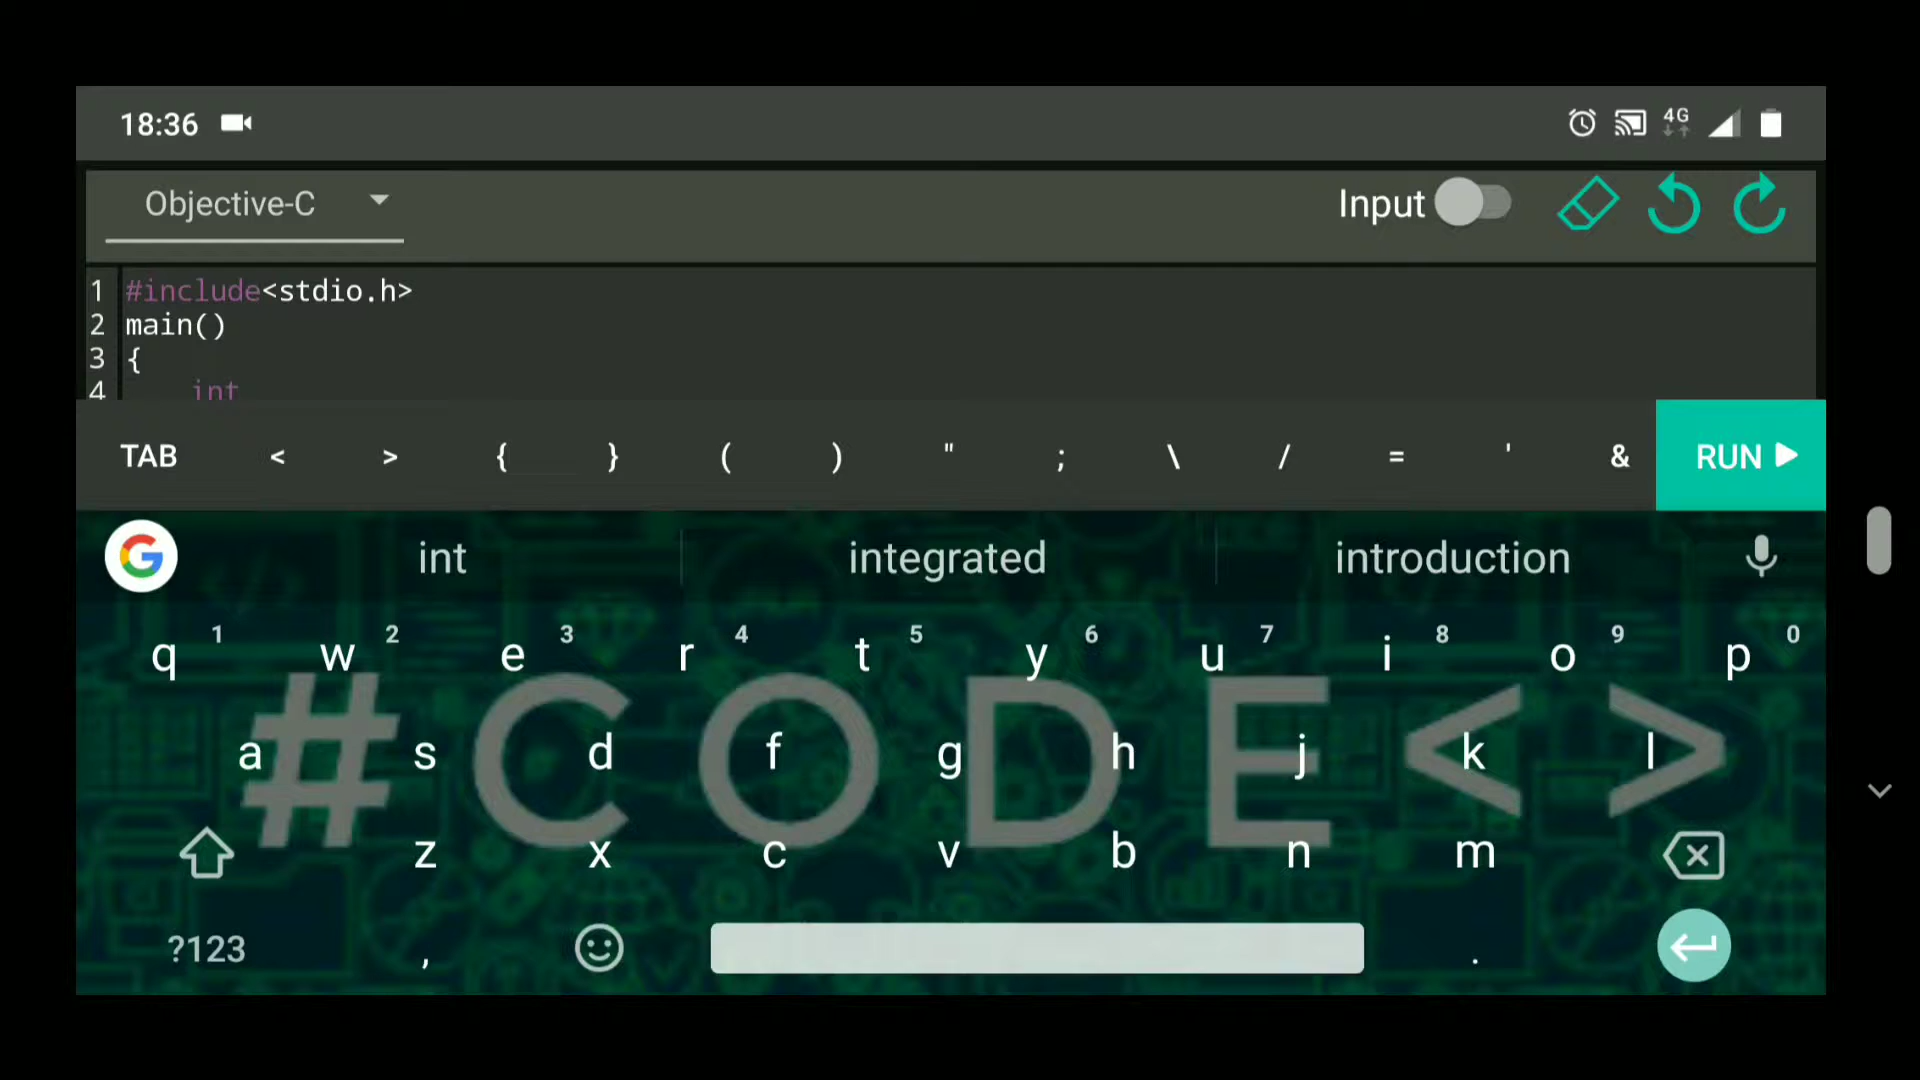 18:36 4G
Objective-C Input
1 #include<stdio.h>
2 main()
3 {
4 int
TAB < > { } ( ) " ; \ / = ' & RUN
G int integrated introduction
q 1 w 2 e 3 r 4 t 5 y 6 u 7 i 8 o 9 p 0
#CODE<>
a s d f g h j k l
z x c v b n m
?123 , .